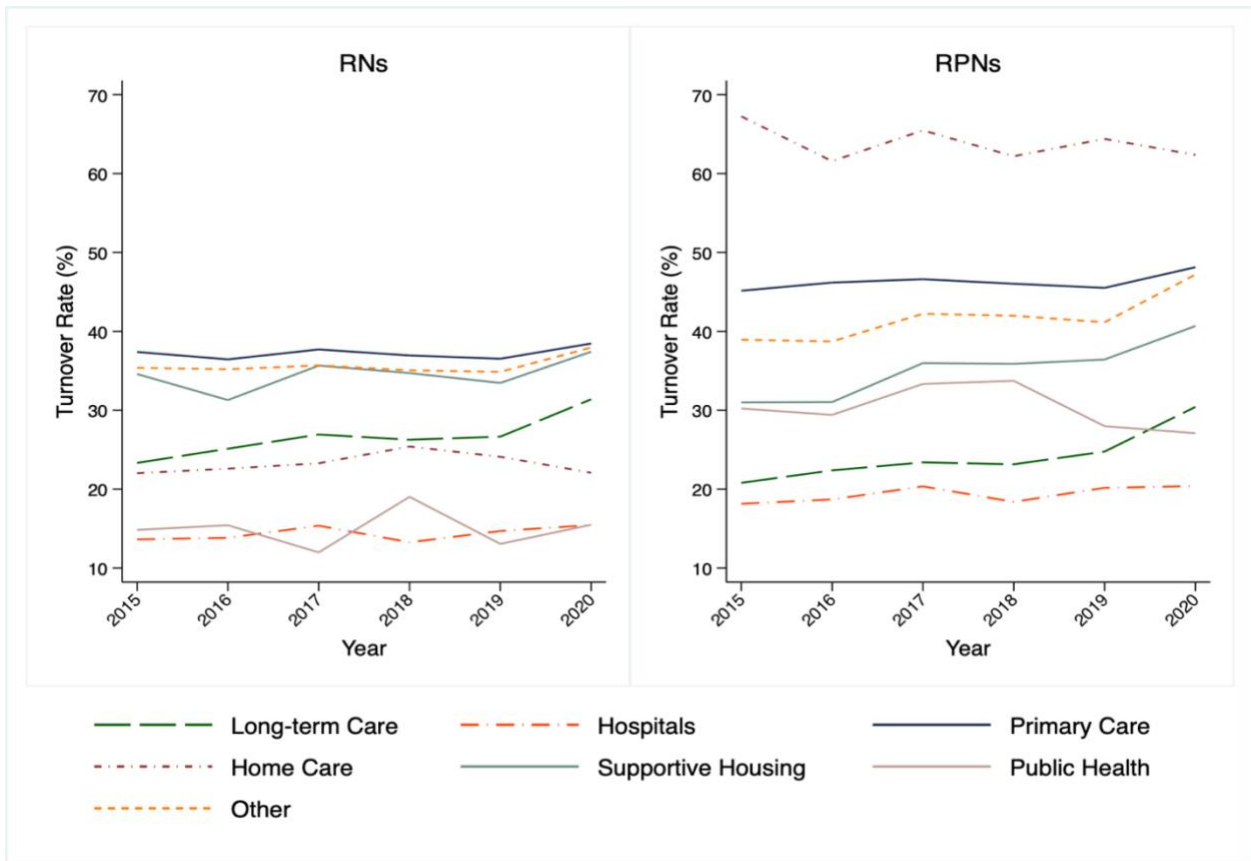 RNs
70
60
50
40
30
20
10
Turnover Rate (%)
2015
2016
2017
2018
2019
2020
Year
RPNs
70
60
50
40
30
20
10
Turnover Rate (%)
2015
2016
2017
2018
2019
2020
Year
Long-term Care
Hospitals
Primary Care
Home Care
Supportive Housing
Public Health
Other